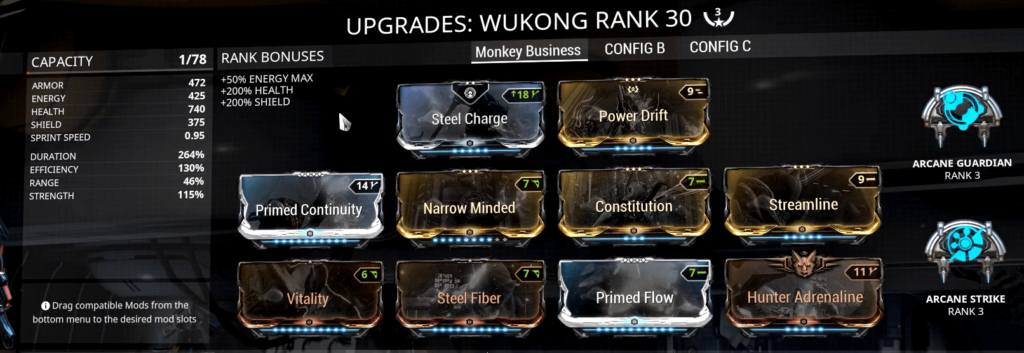 UPGRADES: WUKONG RANK 30 3
Monkey Business CONFIG B CONFIG C
CAPACITY 1/78
ARMOR 472
ENERGY 425
HEALTH 740
SHIELD 375
SPRINT SPEED 0.95
DURATION 264%
EFFICIENCY 130%
RANGE 46%
STRENGTH 115%
RANK BONUSES
+50% ENERGY MAX
+200% HEALTH
+200% SHIELD
Steel Charge ↑18
Power Drift 9
Primed Continuity 14
Narrow Minded 7
Constitution 7
Streamline 9
Vitality 6
Steel Fiber 7
Primed Flow 7
Hunter Adrenaline 11
ARCANE GUARDIAN
RANK 3
ARCANE STRIKE
RANK 3
Drag compatible Mods from the
bottom menu to the desired mod slots